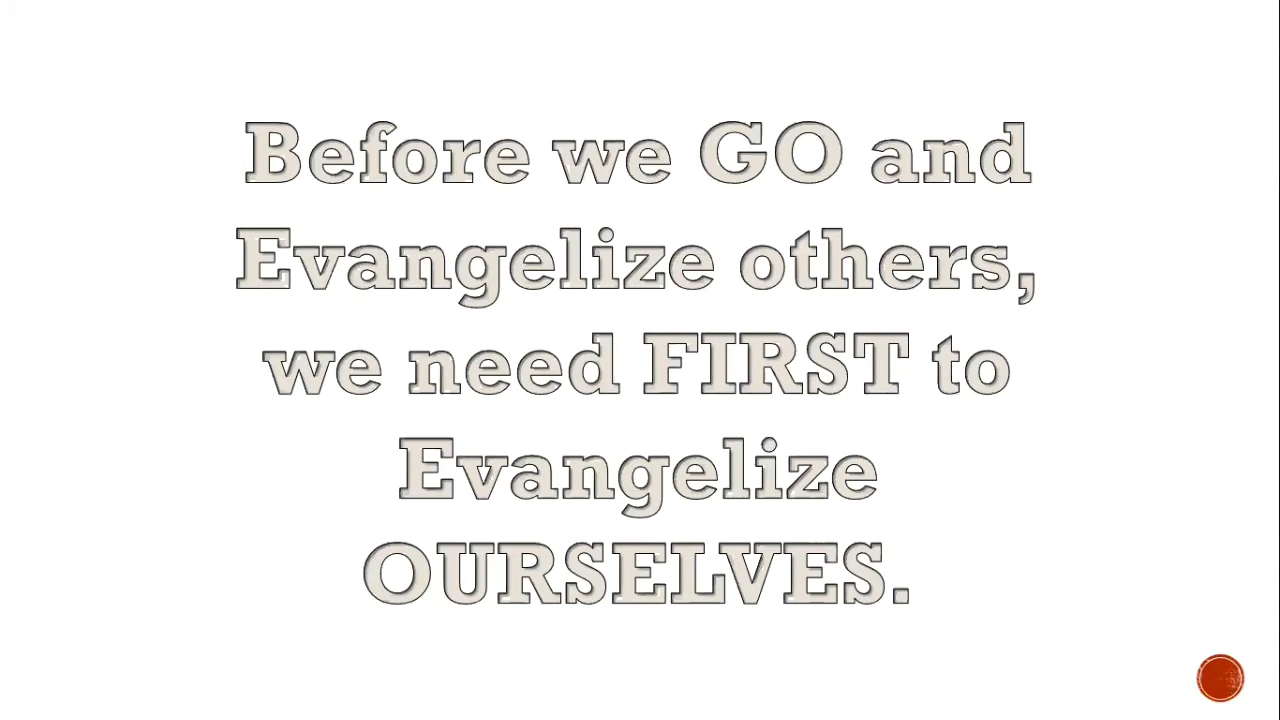 Before we GO and
Evangelize others,
we need FIRST to
Evangelize
OURSELVES.